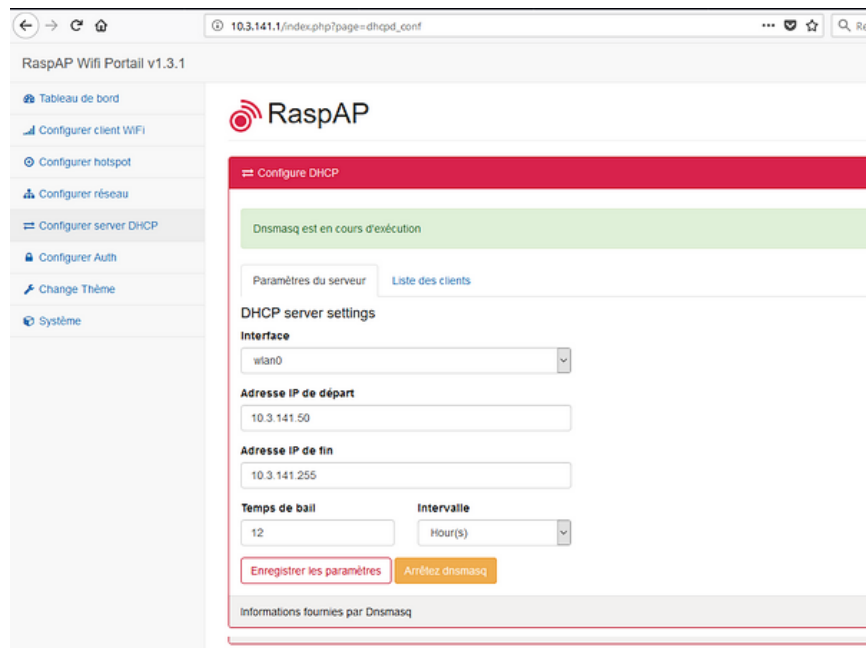 10.3.141.1/index.php?page=dhcpd_conf
Re
RaspAP Wifi Portail v1.3.1
Tableau de bord
Configurer client WiFi
Configurer hotspot
Configurer réseau
Configurer server DHCP
Configurer Auth
Change Thème
Système
RaspAP
Configure DHCP
Dnsmasq est en cours d'exécution
Paramètres du serveur Liste des clients
DHCP server settings
Interface
wlan0
Adresse IP de départ
10.3.141.50
Adresse IP de fin
10.3.141.255
Temps de bail Intervalle
12 Hour(s)
Enregistrer les paramètres Arrêtez dnsmasq
Informations fournies par Dnsmasq